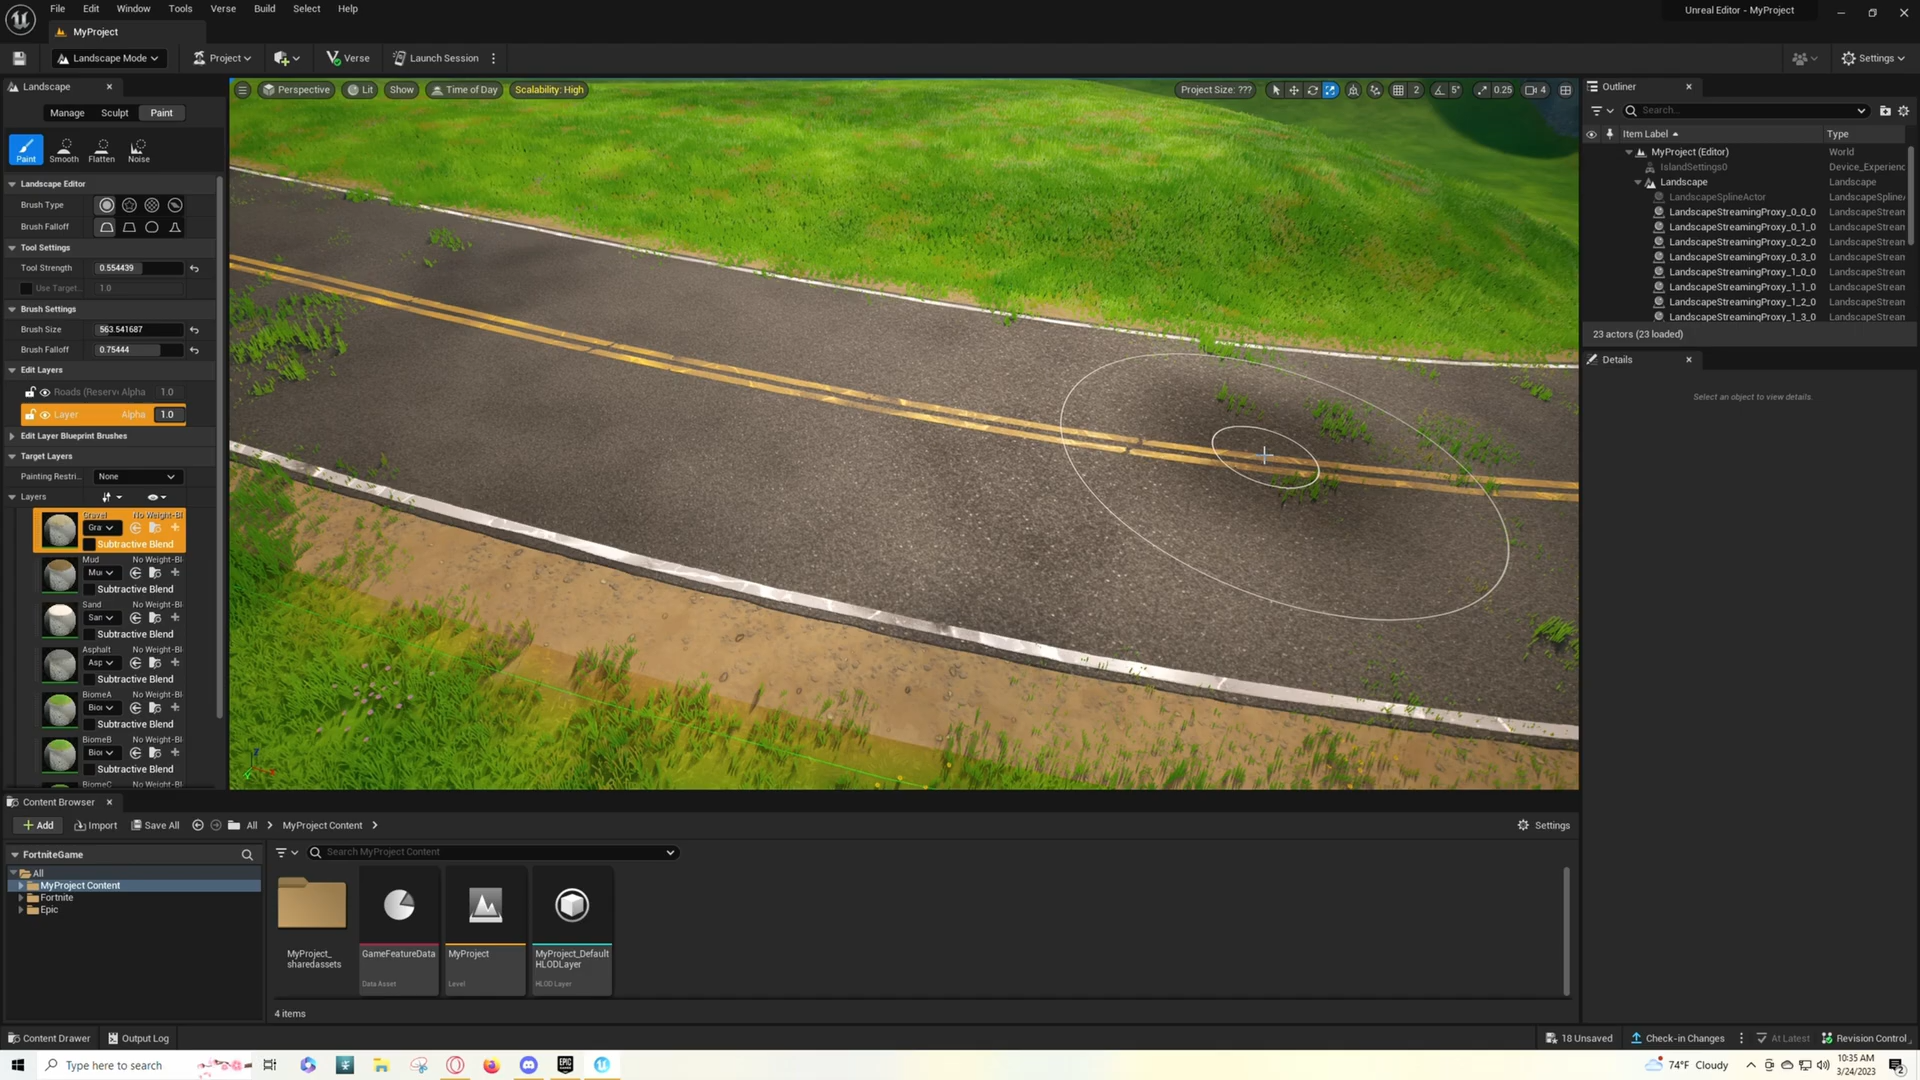 File Edit Window Tools Verse Build Select Help
Unreal Editor - MyProject
MyProject
Landscape Mode
Project
Verse
Launch Session
Settings
Landscape
Manage Sculpt Paint
Paint Smooth Flatten Noise
Landscape Editor
Brush Type
Brush Falloff
Tool Settings
Tool Strength 0.554439
Use Target.. 1.0
Brush Settings
Brush Size 563.541687
Brush Falloff 0.75444
Edit Layers
Roads (Reserv Alpha 1.0
Layer Alpha 1.0
Edit Layer Blueprint Brushes
Target Layers
Painting Restri.. None
Layers
Gravel No Weight-Bl
Gra
Subtractive Blend
Mud No Weight-Bl
Mu
Subtractive Blend
Sand No Weight-Bl
San
Subtractive Blend
Asphalt No Weight-Bl
Asp
Subtractive Blend
BiomeA No Weight-Bl
Bior
Subtractive Blend
BiomeB No Weight-Bl
Bior
Subtractive Blend
BiomeC No Weight-Bl
Perspective Lit Show Time of Day Scalability: High
Project Size: ??? 2 5° 0.25 4
Outliner
Search...
Item Label Type
MyProject (Editor) World
IslandSettings0 Device_Experienc
Landscape Landscape
LandscapeSplineActor LandscapeSpline
LandscapeStreamingProxy_0_0_0 LandscapeStream
LandscapeStreamingProxy_0_1_0 LandscapeStream
LandscapeStreamingProxy_0_2_0 LandscapeStream
LandscapeStreamingProxy_0_3_0 LandscapeStream
LandscapeStreamingProxy_1_0_0 LandscapeStream
LandscapeStreamingProxy_1_1_0 LandscapeStream
LandscapeStreamingProxy_1_2_0 LandscapeStream
LandscapeStreamingProxy_1_3_0 LandscapeStream
23 actors (23 loaded)
Details
Select an object to view details.
Content Browser
Add Import Save All All MyProject Content
Settings
FortniteGame
All
MyProject Content
Fortnite
Epic
Search MyProject Content
MyProject_
sharedassets
GameFeatureData
Data Asset
MyProject
Level
MyProject_Default
HLODLayer
HLOD Layer
4 items
Content Drawer Output Log
18 Unsaved Check-in Changes At Latest Revision Control
Type here to search
EPIC
GAMES
74°F Cloudy
10:35 AM
3/24/2023
2